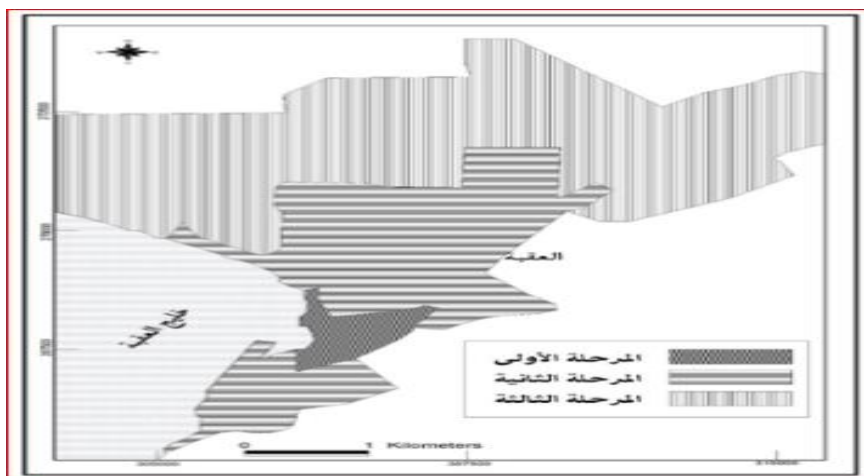 العقبة
خليج العقبة
المرحلة الأولى
المرحلة الثانية
المرحلة الثالثة
0 1 Kilometers